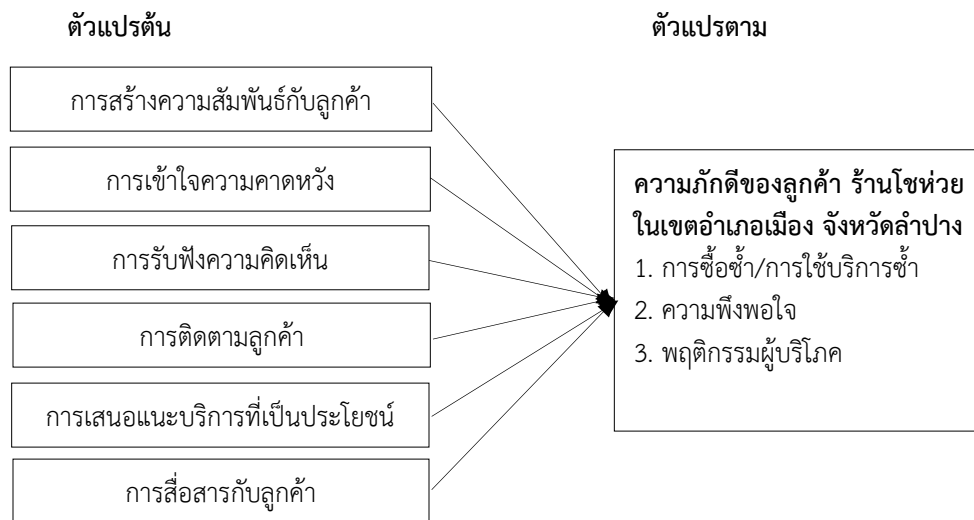 ตัวแปรต้น
ตัวแปรตาม
การสร้างความสัมพันธ์กับลูกค้า
การเข้าใจความคาดหวัง
การรับฟังความคิดเห็น
การติดตามลูกค้า
การเสนอแนะบริการที่เป็นประโยชน์
การสื่อสารกับลูกค้า
ความภักดีของลูกค้า ร้านโชห่วย
ในเขตอำเภอเมือง จังหวัดลำปาง
1. การซื้อซ้ำ/การใช้บริการซ้ำ
2. ความพึงพอใจ
3. พฤติกรรมผู้บริโภค